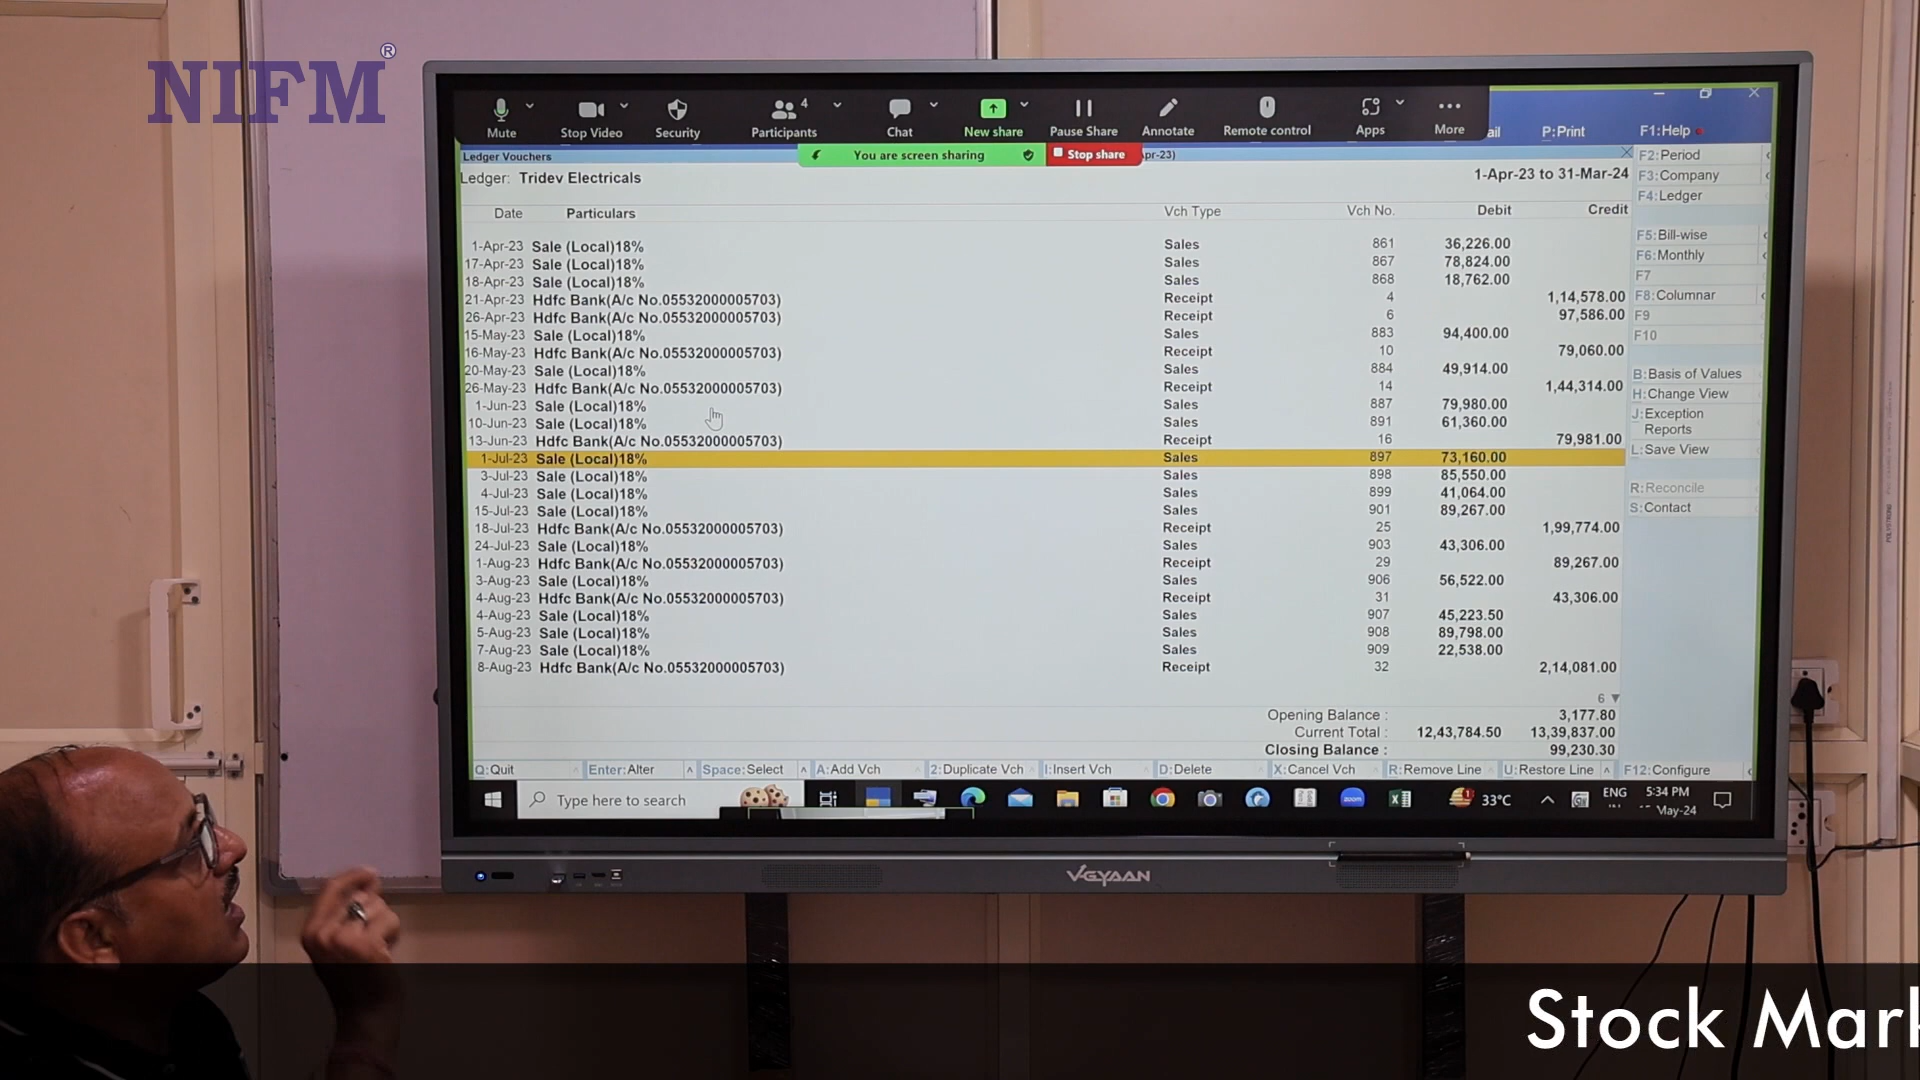 NIFM®
Mute
Stop Video
Security
4
Participants
Chat
New share
Pause Share
Annotate
Remote control
Apps
More
ail
P:Print
F1:Help
Ledger Vouchers
You are screen sharing
Stop share
pr-23)
F2:Period
Ledger: Tridev Electricals
1-Apr-23 to 31-Mar-24
F3:Company
F4:Ledger
Date Particulars Vch Type Vch No. Debit Credit
1-Apr-23 Sale (Local)18% Sales 861 36,226.00
17-Apr-23 Sale (Local)18% Sales 867 78,824.00
18-Apr-23 Sale (Local)18% Sales 868 18,762.00
21-Apr-23 Hdfc Bank(A/c No.05532000005703) Receipt 4 1,14,578.00
26-Apr-23 Hdfc Bank(A/c No.05532000005703) Receipt 6 97,586.00
15-May-23 Sale (Local)18% Sales 883 94,400.00
16-May-23 Hdfc Bank(A/c No.05532000005703) Receipt 10 79,060.00
20-May-23 Sale (Local)18% Sales 884 49,914.00
26-May-23 Hdfc Bank(A/c No.05532000005703) Receipt 14 1,44,314.00
1-Jun-23 Sale (Local)18% Sales 887 79,980.00
10-Jun-23 Sale (Local)18% Sales 891 61,360.00
13-Jun-23 Hdfc Bank(A/c No.05532000005703) Receipt 16 79,981.00
1-Jul-23 Sale (Local)18% Sales 897 73,160.00
3-Jul-23 Sale (Local)18% Sales 898 85,550.00
4-Jul-23 Sale (Local)18% Sales 899 41,064.00
15-Jul-23 Sale (Local)18% Sales 901 89,267.00
18-Jul-23 Hdfc Bank(A/c No.05532000005703) Receipt 25 1,99,774.00
24-Jul-23 Sale (Local)18% Sales 903 43,306.00
1-Aug-23 Hdfc Bank(A/c No.05532000005703) Receipt 29 89,267.00
3-Aug-23 Sale (Local)18% Sales 906 56,522.00
4-Aug-23 Hdfc Bank(A/c No.05532000005703) Receipt 31 43,306.00
4-Aug-23 Sale (Local)18% Sales 907 45,223.50
5-Aug-23 Sale (Local)18% Sales 908 89,798.00
7-Aug-23 Sale (Local)18% Sales 909 22,538.00
8-Aug-23 Hdfc Bank(A/c No.05532000005703) Receipt 32 2,14,081.00
6
Opening Balance : 3,177.80
Current Total : 12,43,784.50 13,39,837.00
Closing Balance : 99,230.30
F5:Bill-wise
F6:Monthly
F7
F8:Columnar
F9
F10
B:Basis of Values
H:Change View
J:Exception
Reports
L:Save View
R:Reconcile
S:Contact
Q:Quit
Enter:Alter
Space:Select
A:Add Vch
2:Duplicate Vch
I:Insert Vch
D:Delete
X:Cancel Vch
R:Remove Line
U:Restore Line
F12:Configure
Type here to search
zoom
33°C
ENG
5:34 PM
May-24
VGYAAN
Stock Mark